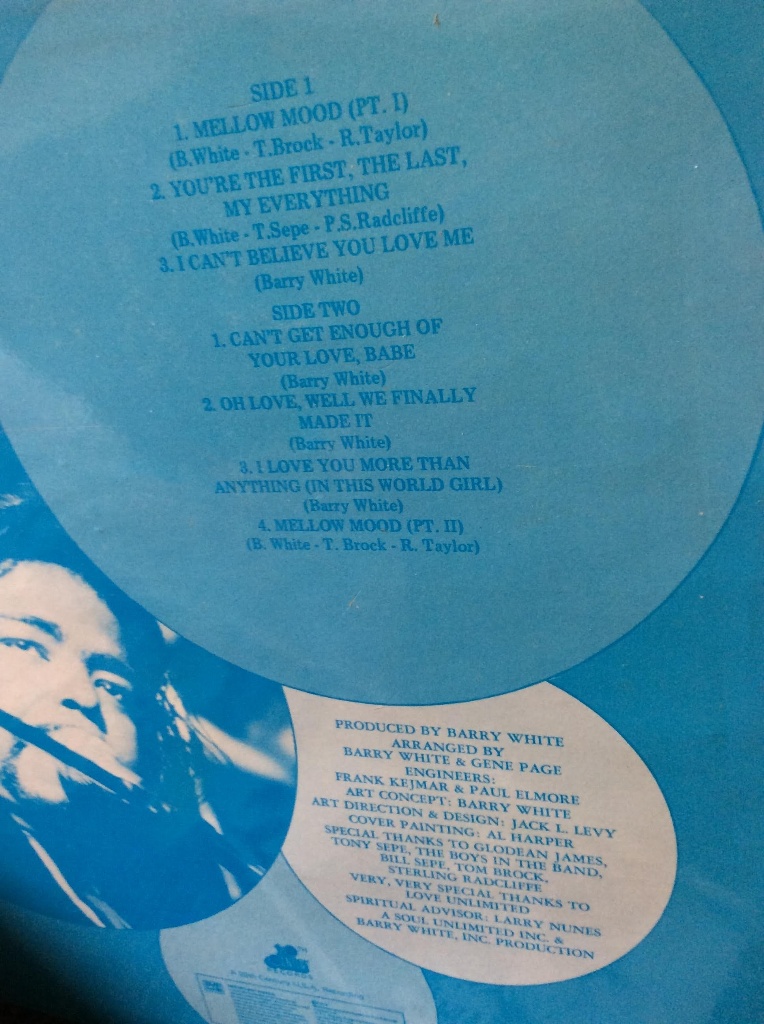 SIDE 1
1. MELLOW MOOD (PT. I)
(B.White - T.Brock - R.Taylor)
2. YOU'RE THE FIRST, THE LAST,
MY EVERYTHING
(B.White - T.Sepe - P.S.Radcliffe)
3. I CAN'T BELIEVE YOU LOVE ME
(Barry White)
SIDE TWO
1. CAN'T GET ENOUGH OF
YOUR LOVE, BABE
(Barry White)
2. OH LOVE, WELL WE FINALLY
MADE IT
(Barry White)
3. I LOVE YOU MORE THAN
ANYTHING (IN THIS WORLD GIRL)
(Barry White)
4. MELLOW MOOD (PT. II)
(B. White - T. Brock - R. Taylor)
PRODUCED BY BARRY WHITE
ARRANGED BY
BARRY WHITE & GENE PAGE
ENGINEERS:
FRANK KEJMAR & PAUL ELMORE
ART CONCEPT: BARRY WHITE
ART DIRECTION & DESIGN: JACK L. LEVY
COVER PAINTING: AL HARPER
SPECIAL THANKS TO GLODEAN JAMES,
TONY SEPE, THE BOYS IN THE BAND,
BILL SEPE, TOM BROCK,
STERLING RADCLIFFE
VERY, VERY SPECIAL THANKS TO
LOVE UNLIMITED
SPIRITUAL ADVISOR: LARRY NUNES
A SOUL UNLIMITED INC. &
BARRY WHITE, INC. PRODUCTION
A 20th Century U.S.A. Recording